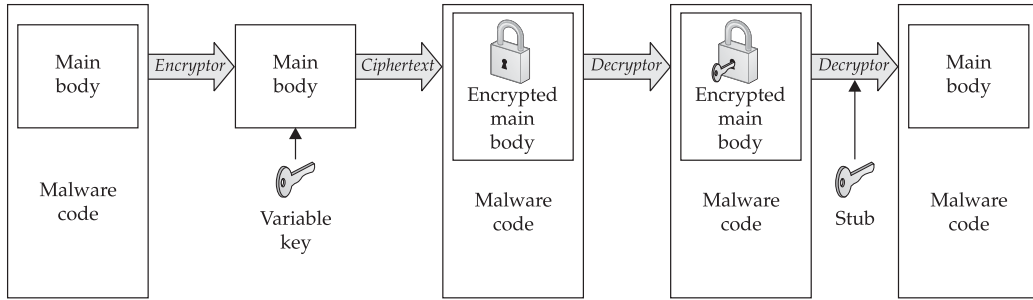 Main
body
Malware
code
Encryptor
Main
body
Variable
key
Ciphertext
Encrypted
main
body
Malware
code
Decryptor
Encrypted
main
body
Malware
code
Decryptor
Stub
Main
body
Malware
code